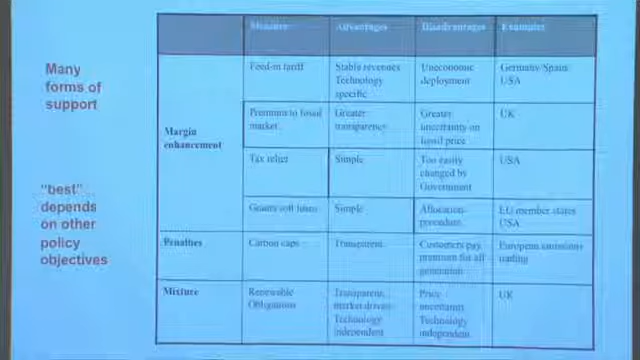 Many
forms of
support
"best"
depends
on other
policy
objectives
Measure Advantages Disadvantages Examples
Margin
enhancement
Feed-in tariff
Stable revenues
Technology
specific
Uneconomic
deployment
Germany/Spain
USA
Premium to fossil
market
Greater
transparency
Greater
uncertainty on
fossil price
UK
Tax relief
Simple
Too easily
changed by
Government
USA
Grants soft loans
Simple
Allocation
procedure
EU member states
USA
Penalties
Carbon caps
Transparent
Customers pay
premium for all
generation
European emissions
trading
Mixture
Renewable
Obligations
Transparent,
market driven
Technology
independent
Price
uncertainty
Technology
independent
UK